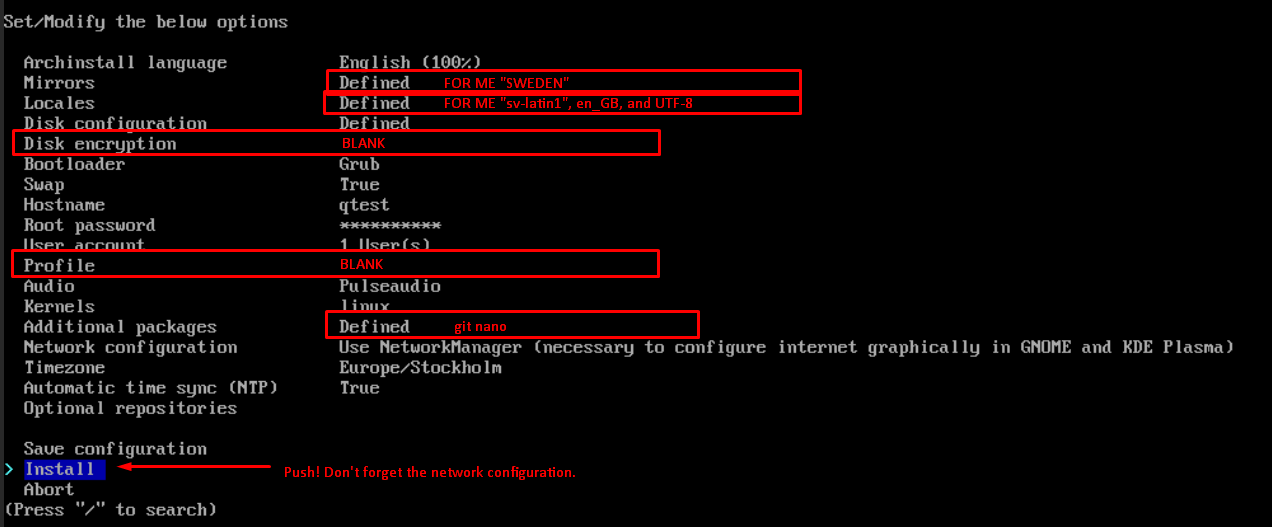 Set/Modify the below options
Archinstall language English (100%)
Mirrors Defined FOR ME "SWEDEN"
Locales Defined FOR ME "sv-latin1", en_GB, and UTF-8
Disk configuration Defined
Disk encryption BLANK
Bootloader Grub
Swap True
Hostname qtest
Root password **********
User account 1 User(s)
Profile BLANK
Audio Pulseaudio
Kernels linux
Additional packages Defined git nano
Network configuration Use NetworkManager (necessary to configure internet graphically in GNOME and KDE Plasma)
Timezone Europe/Stockholm
Automatic time sync (NTP) True
Optional repositories
Save configuration
> Install Push! Don't forget the network configuration.
Abort
(Press "/" to search)